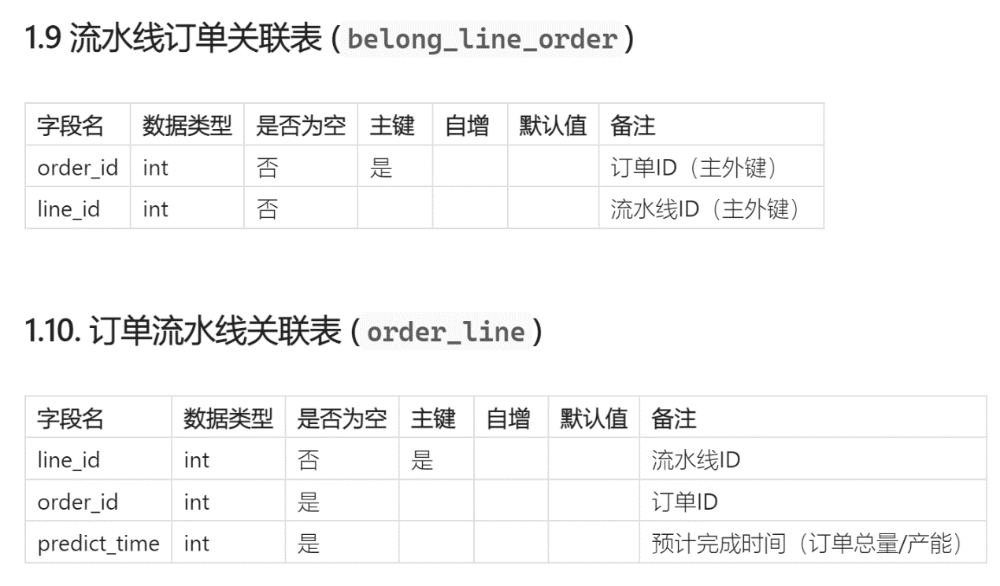 1.9 流水线订单关联表 (belong_line_order)
字段名 数据类型 是否为空 主键 自增 默认值 备注
order_id int 否 是 订单ID（主外键）
line_id int 否 流水线ID（主外键）
1.10. 订单流水线关联表 (order_line)
字段名 数据类型 是否为空 主键 自增 默认值 备注
line_id int 否 是 流水线ID
order_id int 是 订单ID
predict_time int 是 预计完成时间（订单总量/产能）